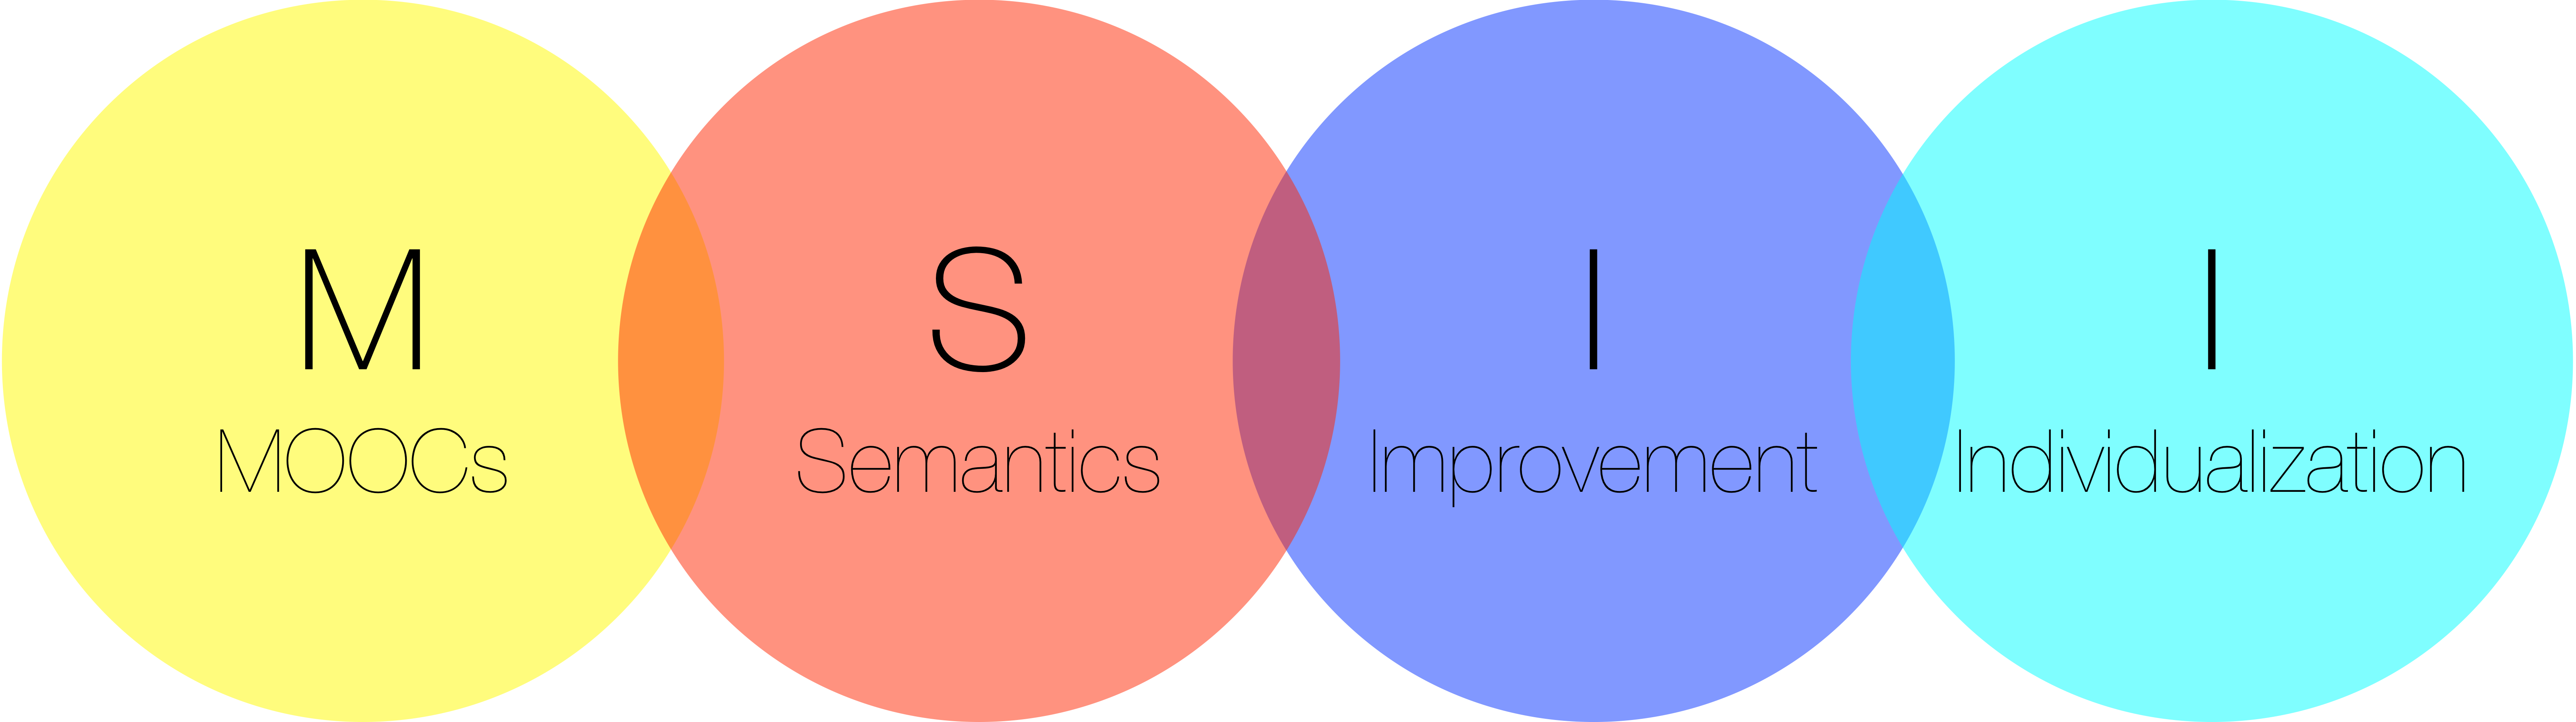 M
MOOCs
S
Semantics
I
Improvement
I
Individualization